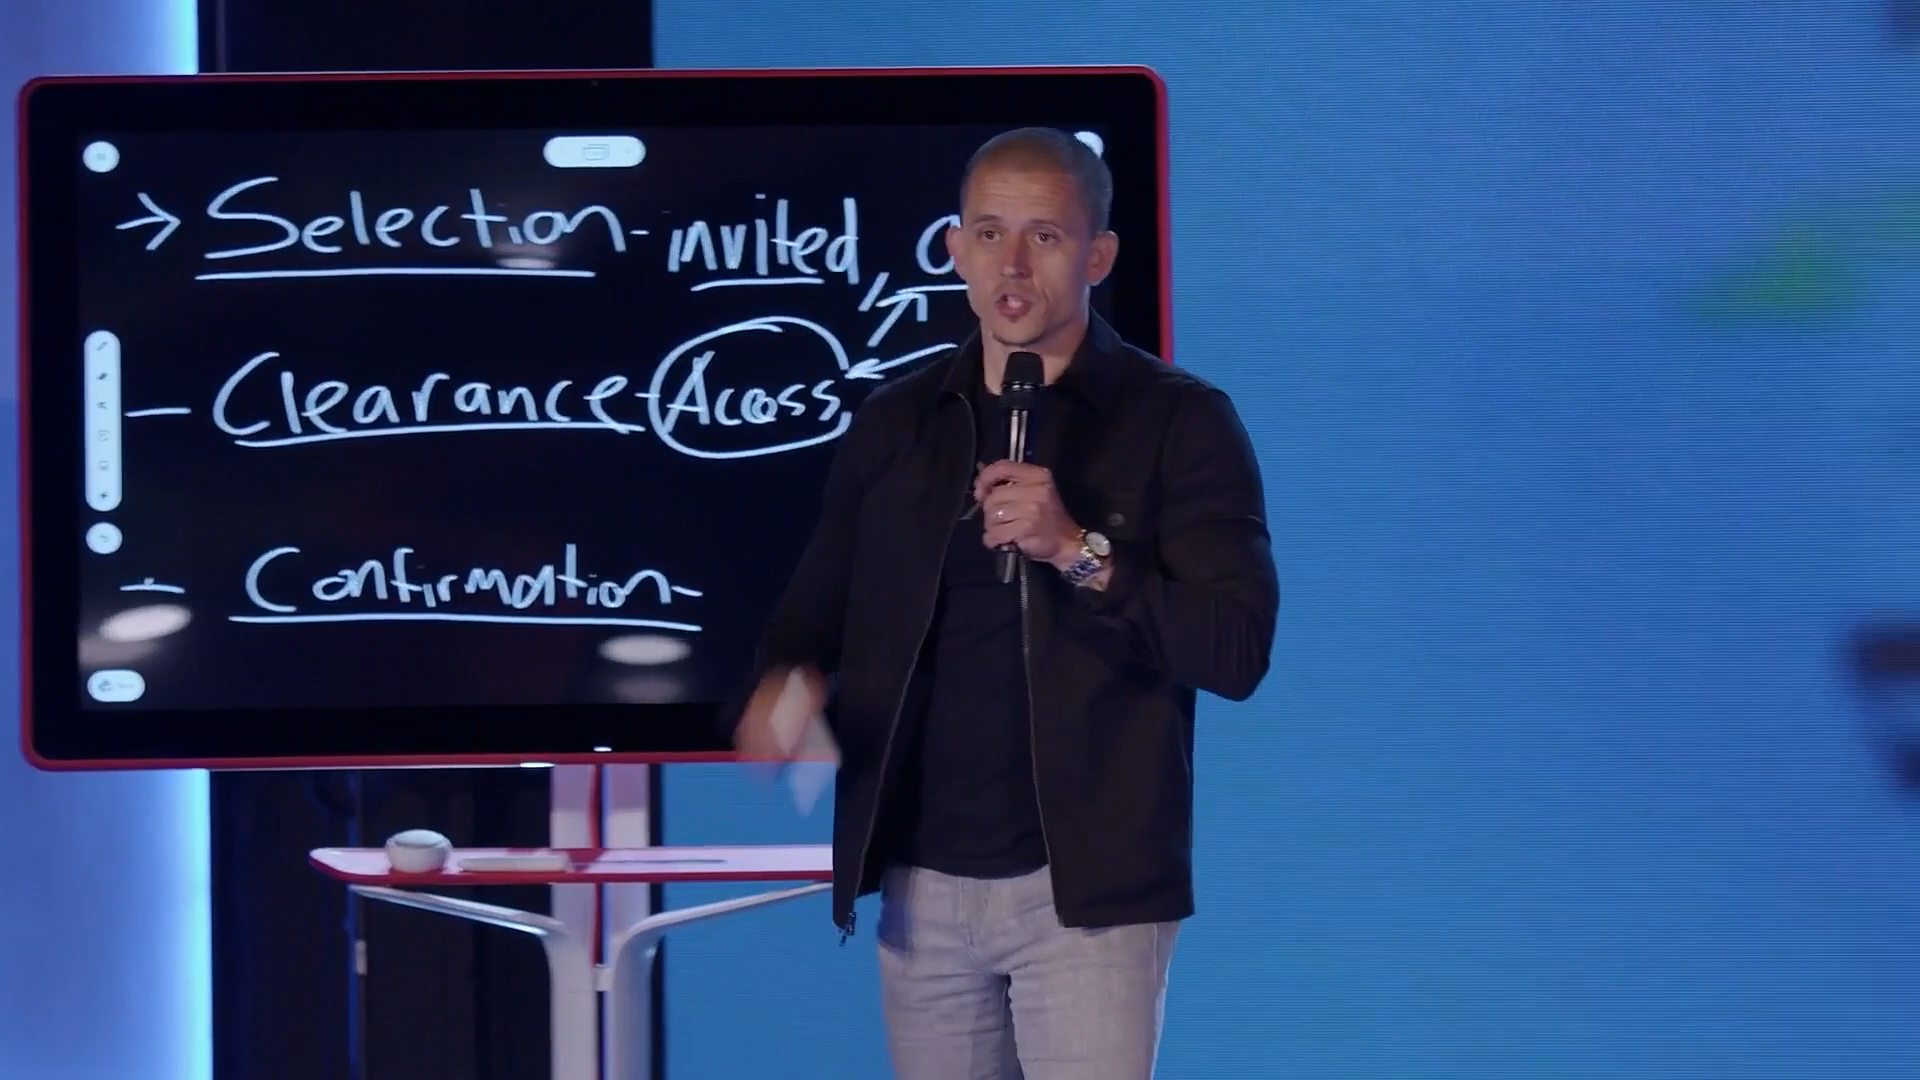 → Selection - invited,
— Clearance - Access,
— Confirmation -